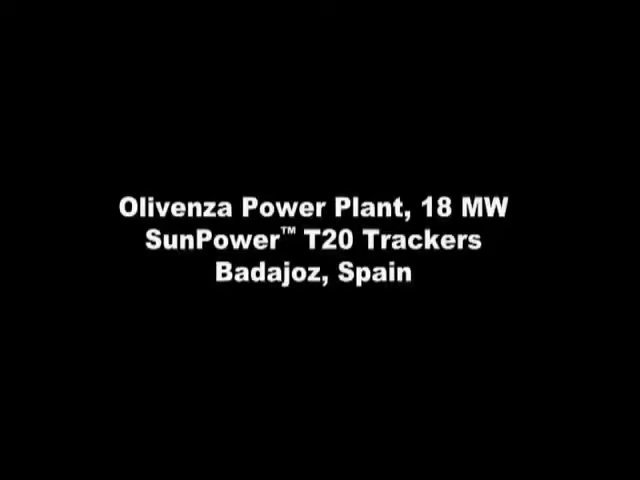 Olivenza Power Plant, 18 MW
SunPower™ T20 Trackers
Badajoz, Spain